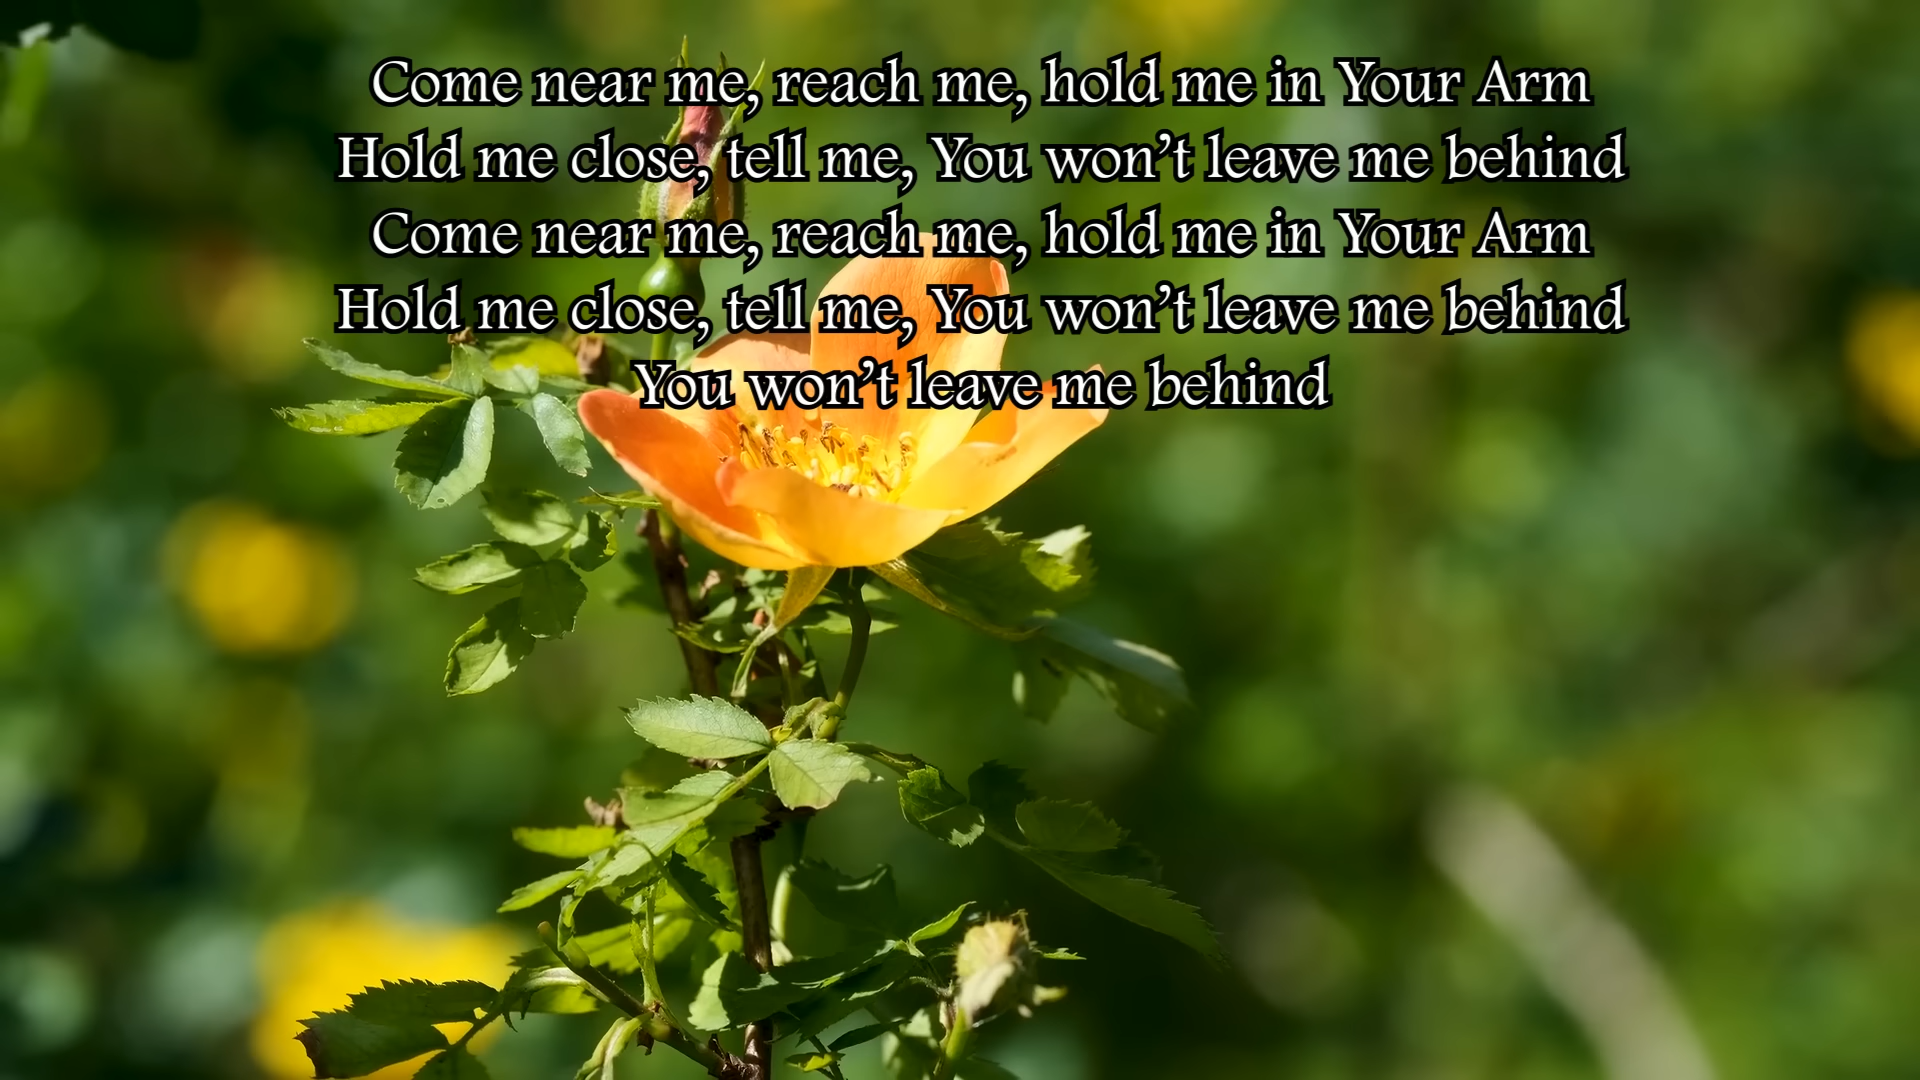 Come near me, reach me, hold me in Your Arm
Hold me close, tell me, You won’t leave me behind
Come near me, reach me, hold me in Your Arm
Hold me close, tell me, You won’t leave me behind
You won’t leave me behind